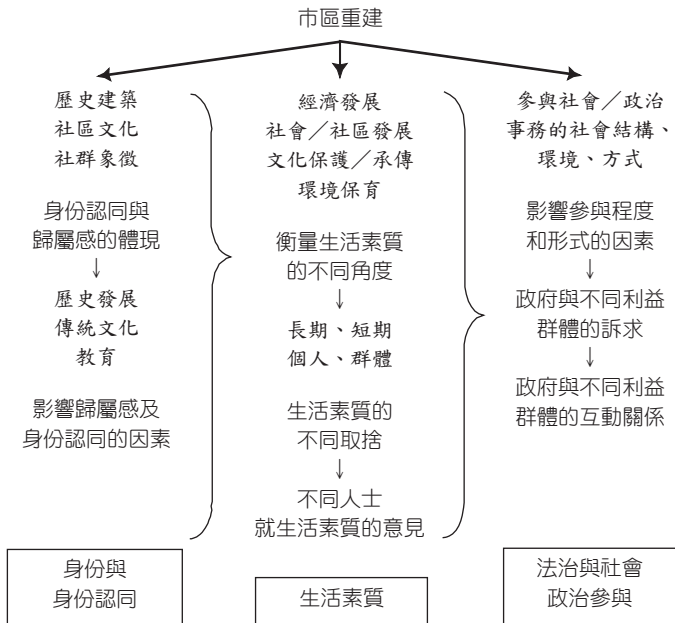 市區重建
歷史建築
社區文化
社群象徵
身份認同與
歸屬感的體現
↓
歷史發展
傳統文化
教育
影響歸屬感及
身份認同的因素
身份與
身份認同
經濟發展
社會／社區發展
文化保護／承傳
環境保育
衡量生活素質
的不同角度
↓
長期、短期
個人、群體
生活素質的
不同取捨
↓
不同人士
就生活素質的意見
生活素質
參與社會／政治
事務的社會結構、
環境、方式
影響參與程度
和形式的因素
↓
政府與不同利益
群體的訴求
↓
政府與不同利益
群體的互動關係
法治與社會
政治參與